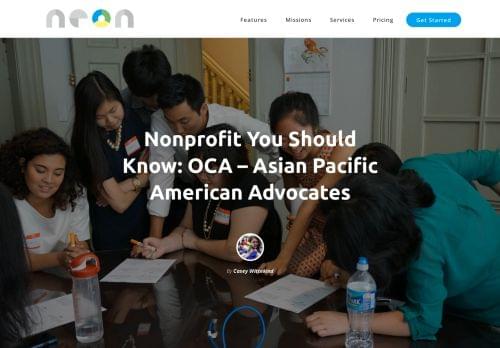 neon
Features Missions Services Pricing Get Started
Nonprofit You Should
Know: OCA – Asian Pacific
American Advocates
By Casey Wittekind